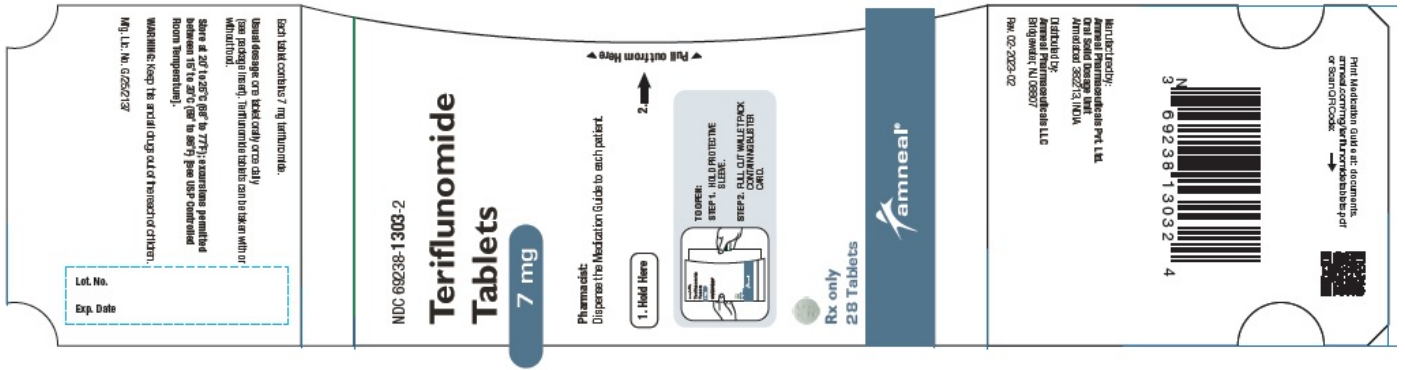 Each tablet contains 7 mg teriflunomide.
Usual dosage: one tablet orally once daily
(see package insert). Teriflunomide tablets can be taken with or
without food.
Store at 20° to 25°C (68° to 77°F); excursions permitted
between 15° to 30°C (59° to 86°F) [see USP Controlled
Room Temperature].
WARNING: Keep this and all drugs out of the reach of children.
Mfg. Lic. No. G/25/2137
Lot. No.
Exp. Date
NDC 69238-1303-2
Teriflunomide
Tablets
7 mg
Pharmacist:
Dispense the Medication Guide to each patient.
1. Hold Here
2.
Pull out from Here
TO OPEN:
STEP 1. HOLD PROTECTIVE
SLEEVE.
STEP 2. PULL OUT WALLET PACK
CONTAINING BLISTER
CARD.
Rx only
28 Tablets
amneal®
Manufactured by:
Amneal Pharmaceuticals Pvt. Ltd.
Oral Solid Dosage Unit
Ahmedabad 382213, INDIA
Distributed by:
Amneal Pharmaceuticals LLC
Bridgewater, NJ 08807
Rev. 02-2023-02
N
3 69238 13032 4
Print Medication Guide at: documents.
amneal.com/mg/teriflunomidetablets.pdf
or Scan QR Code: